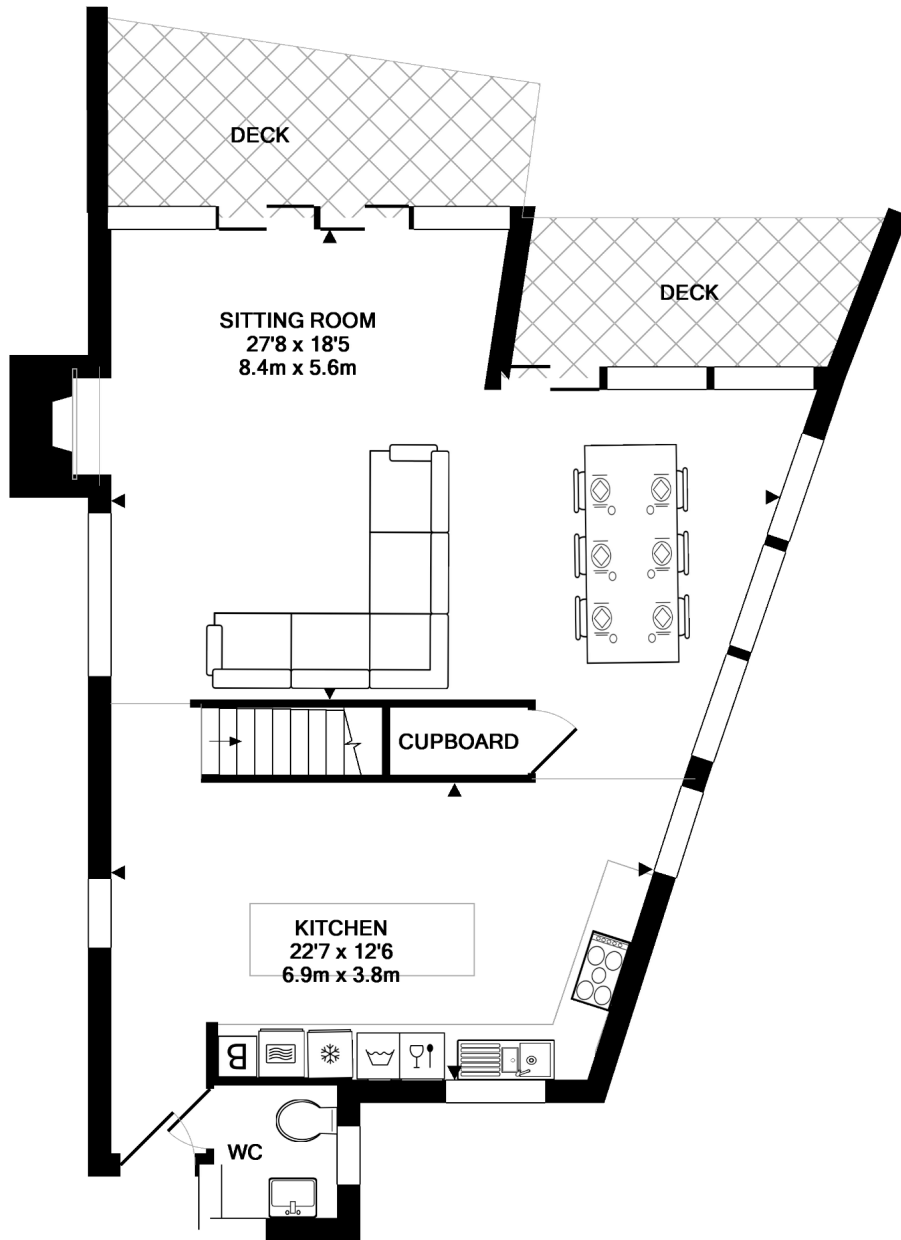 DECK
DECK
SITTING ROOM
27'8 x 18'5
8.4m x 5.6m
CUPBOARD
KITCHEN
22'7 x 12'6
6.9m x 3.8m
B
WC